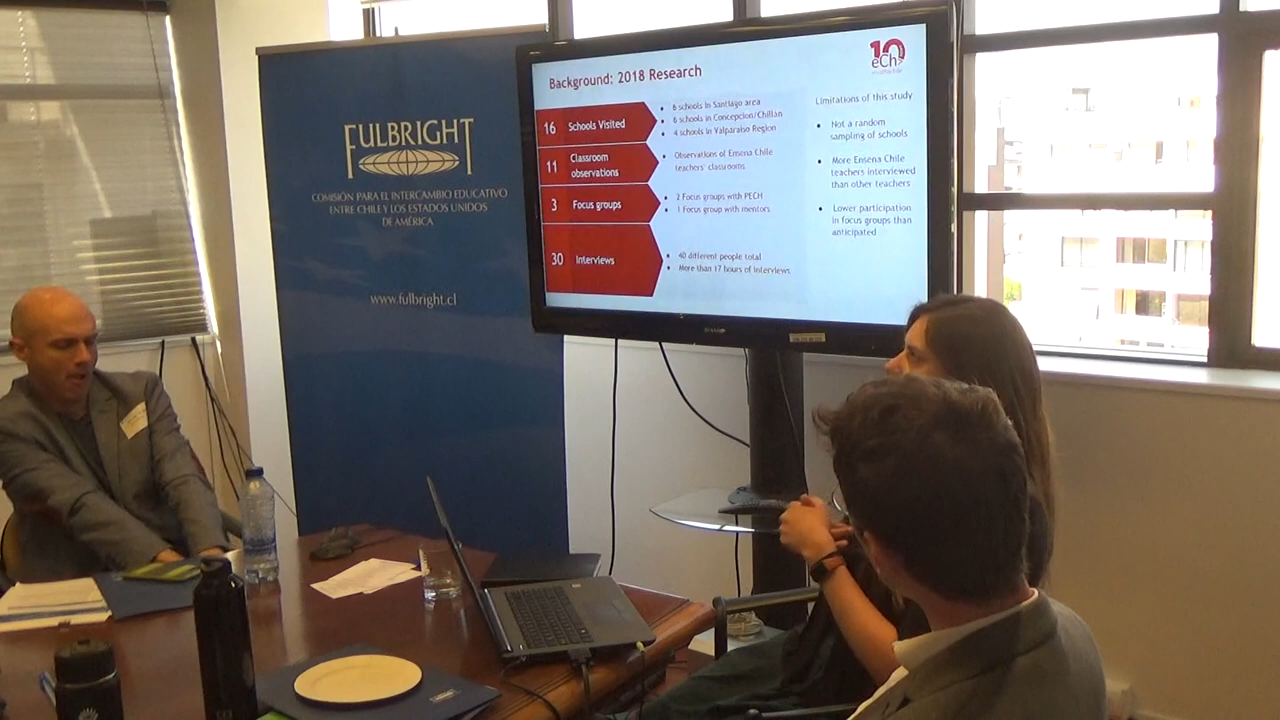 FULBRIGHT
COMISIÓN PARA EL INTERCAMBIO EDUCATIVO
ENTRE CHILE Y LOS ESTADOS UNIDOS
DE AMÉRICA
www.fulbright.cl
Background: 2018 Research
10
eCh>
16 Schools Visited
• 6 schools in Santiago area
• 6 schools in Concepcion/Chillan
• 4 schools in Valparaiso Region
11 Classroom
observations
• Observations of Ensena Chile
teachers' classrooms
3 Focus groups
• 2 Focus groups with PECH
• 1 Focus group with mentors
30 Interviews
• 40 different people total
• More than 17 hours of interviews
Limitations of this study
• Not a random
sampling of schools
• More Ensena Chile
teachers interviewed
than other teachers
• Lower participation
in focus groups than
anticipated
SHARP